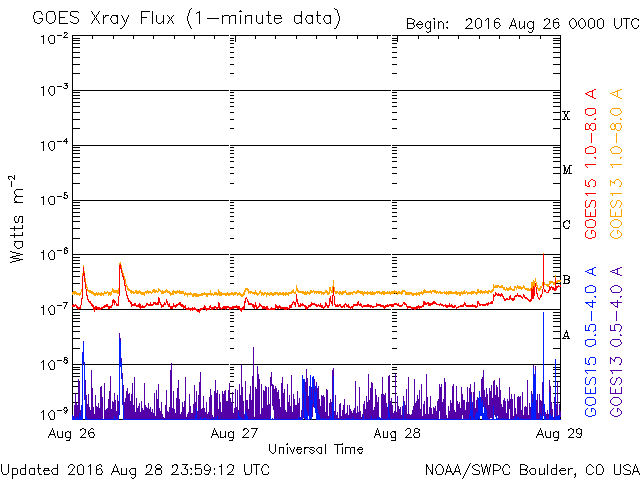 GOES Xray Flux (1-minute data)
Begin: 2016 Aug 26 0000 UTC
10-2
10-3
10-4
10-5
10-6
10-7
10-8
10-9
Watts m-2
X
M
C
B
A
GOES15 1.0-8.0 A
GOES13 1.0-8.0 A
GOES15 0.5-4.0 A
GOES13 0.5-4.0 A
Aug 26
Aug 27
Aug 28
Aug 29
Universal Time
Updated 2016 Aug 28 23:59:12 UTC
NOAA/SWPC Boulder, CO USA